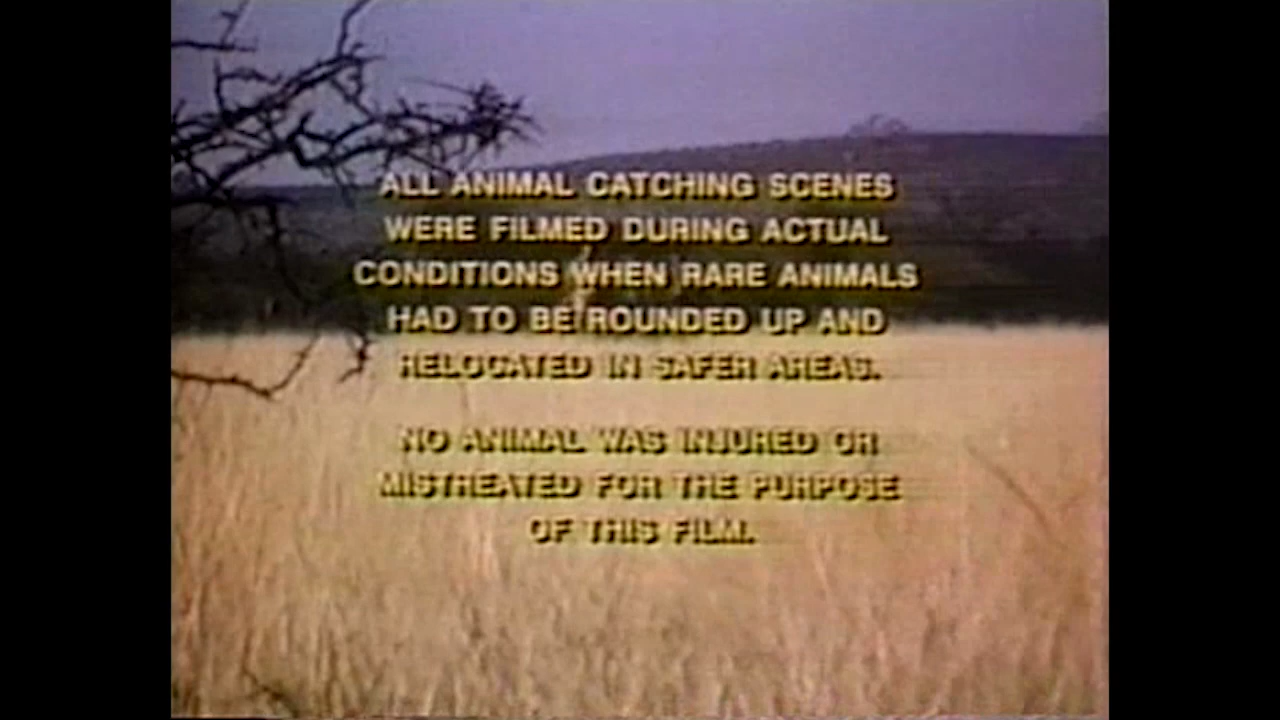 ALL ANIMAL CATCHING SCENES
WERE FILMED DURING ACTUAL
CONDITIONS WHEN RARE ANIMALS
HAD TO BE ROUNDED UP AND
RELOCATED IN SAFER AREAS.
NO ANIMAL WAS INJURED OR
MISTREATED FOR THE PURPOSE
OF THIS FILM.